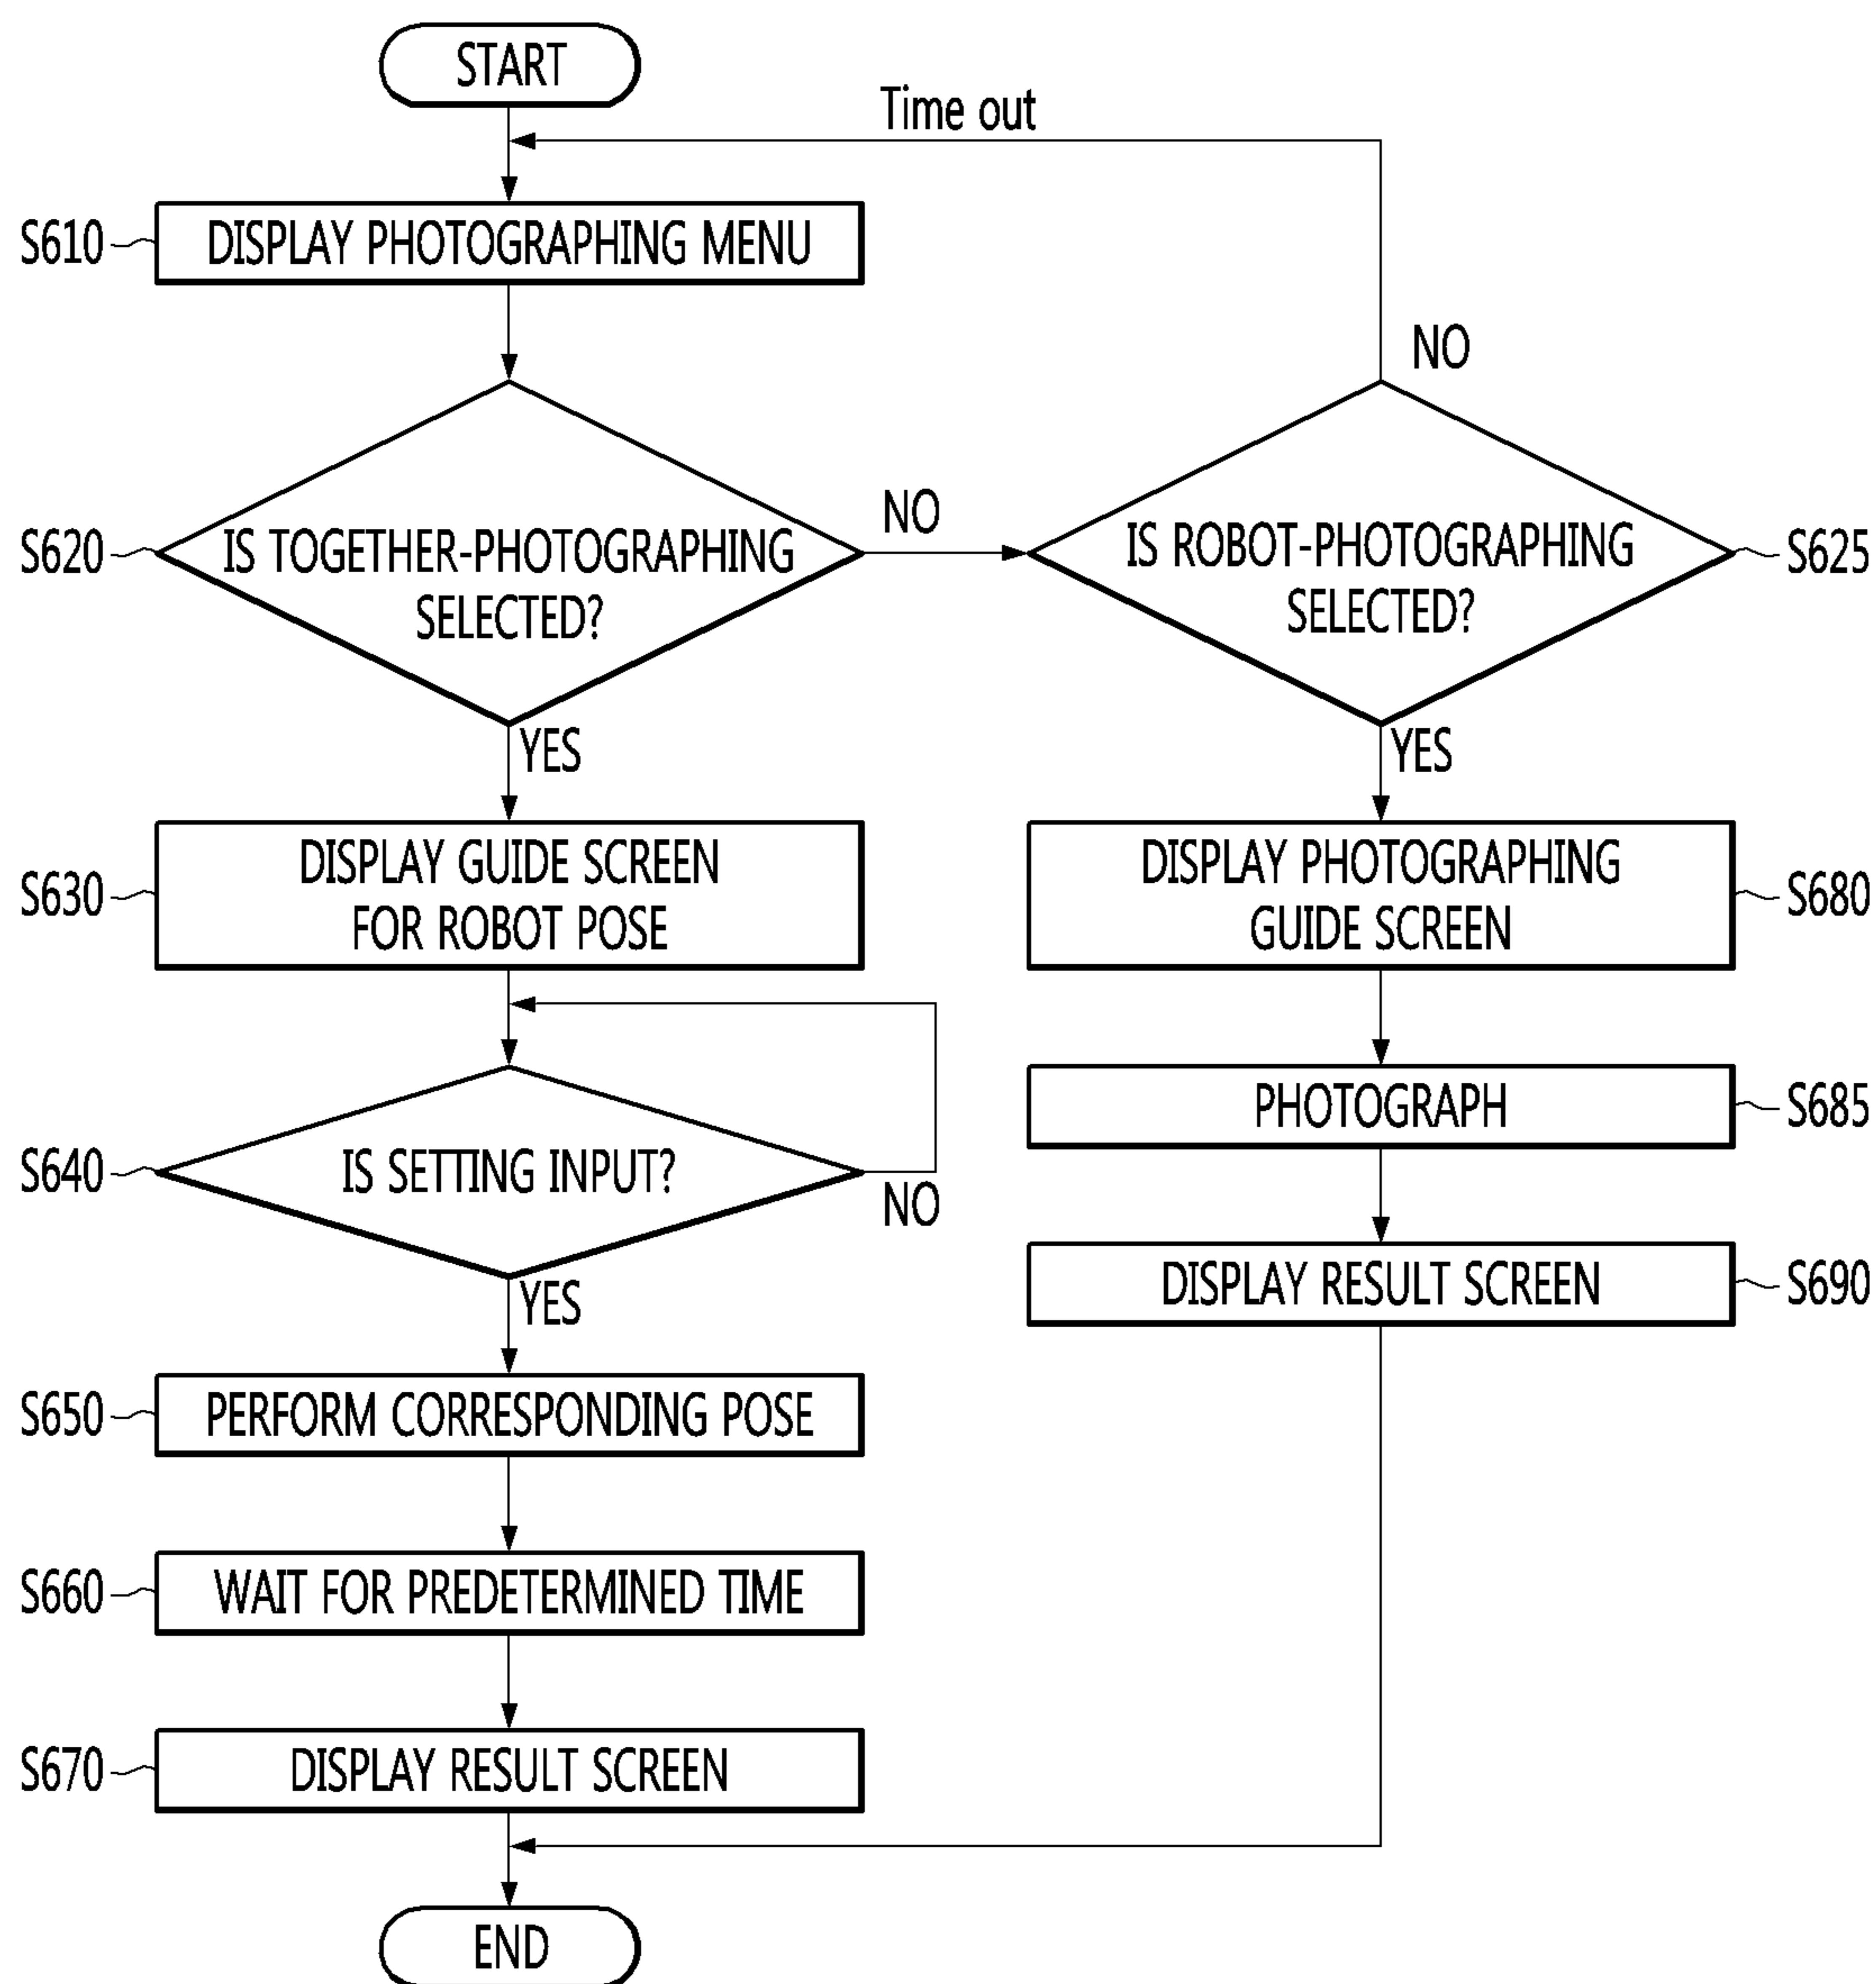 START
Time out
S610
DISPLAY PHOTOGRAPHING MENU
NO
S620
IS TOGETHER-PHOTOGRAPHING
SELECTED?
NO
IS ROBOT-PHOTOGRAPHING
SELECTED?
S625
YES
YES
S630
DISPLAY GUIDE SCREEN
FOR ROBOT POSE
DISPLAY PHOTOGRAPHING
GUIDE SCREEN
S680
S640
IS SETTING INPUT?
NO
PHOTOGRAPH
S685
YES
DISPLAY RESULT SCREEN
S690
S650
PERFORM CORRESPONDING POSE
S660
WAIT FOR PREDETERMINED TIME
S670
DISPLAY RESULT SCREEN
END